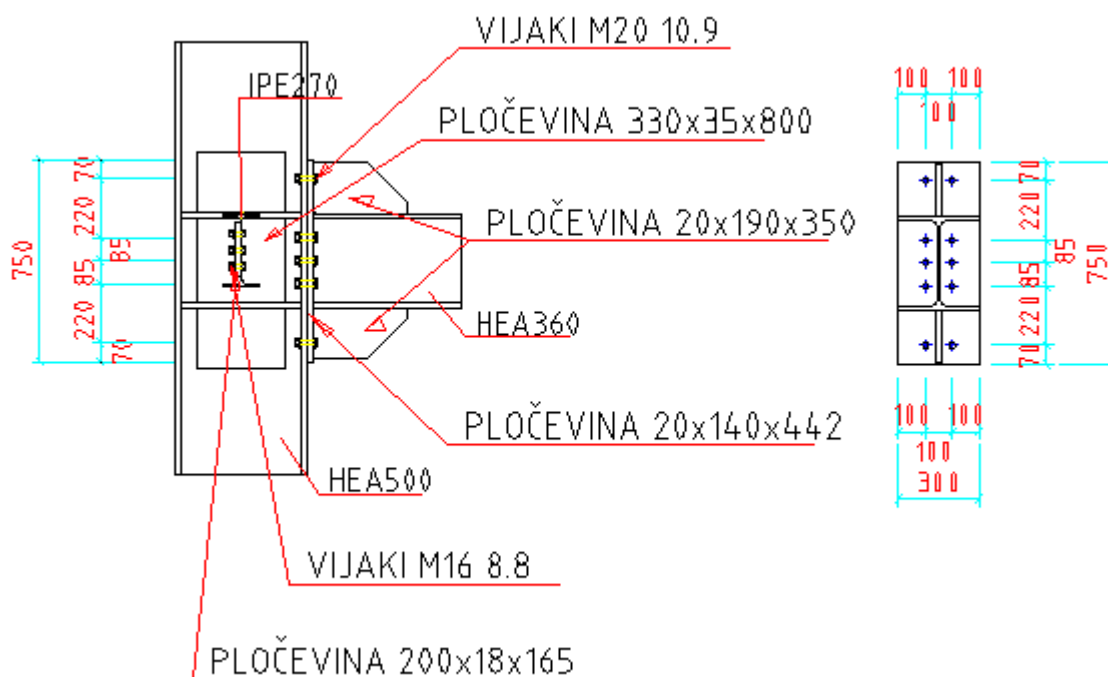 VIJAKI M20 10.9
IPE270
PLOČEVINA 330x35x800
PLOČEVINA 20x190x350
HEA360
PLOČEVINA 20x140x442
HEA500
VIJAKI M16 8.8
PLOČEVINA 200x18x165
750
70
220
85
85
220
70
100
100
100
70
220
85
85
220
70
750
100
100
100
300